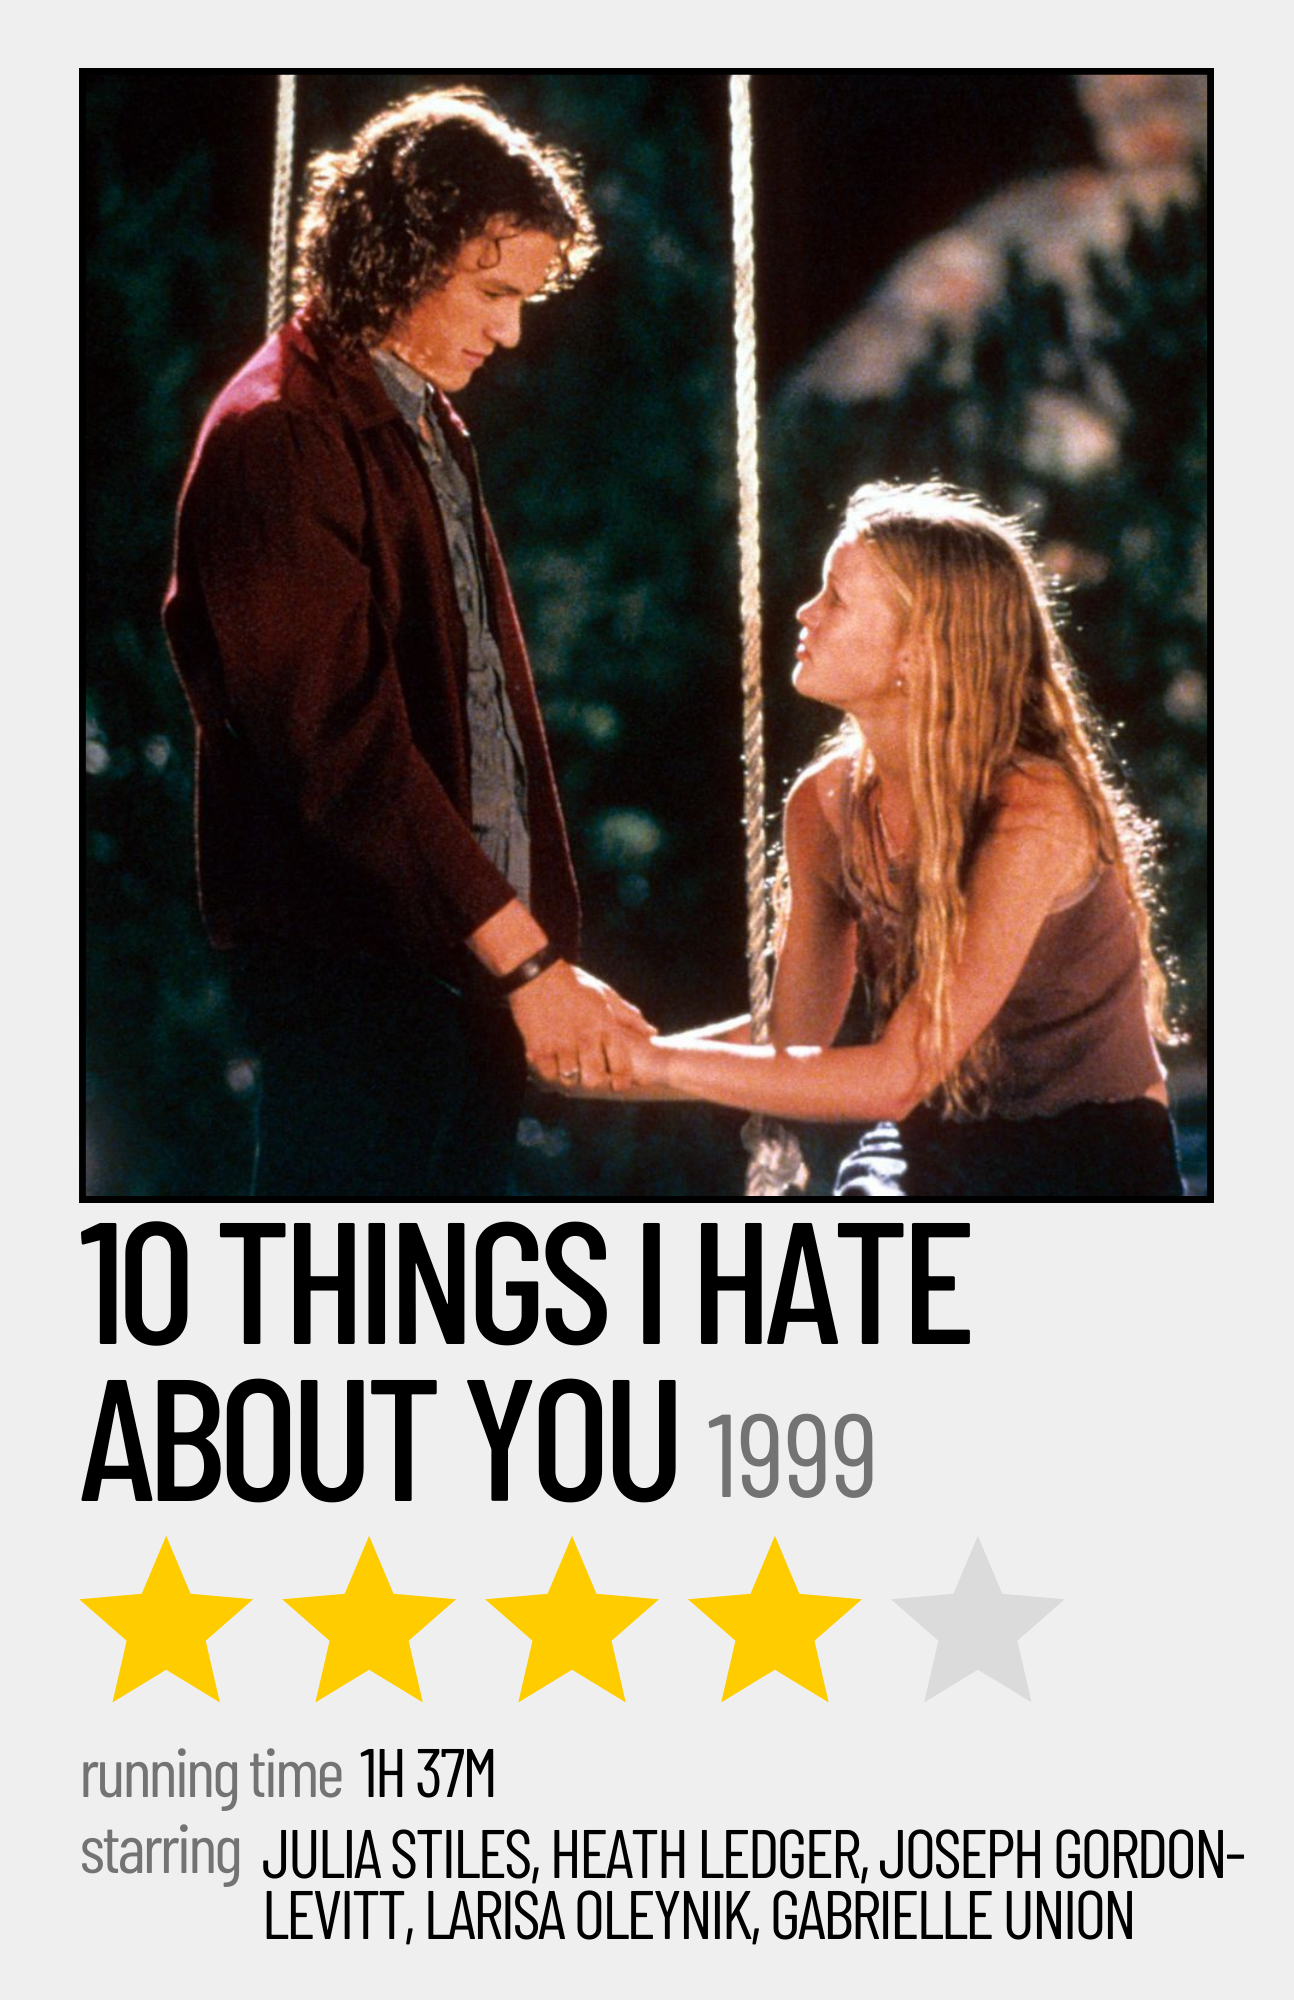 10 THINGS I HATE
ABOUT YOU 1999
running time 1H 37M
starring JULIA STILES, HEATH LEDGER, JOSEPH GORDON-
LEVITT, LARISA OLEYNIK, GABRIELLE UNION